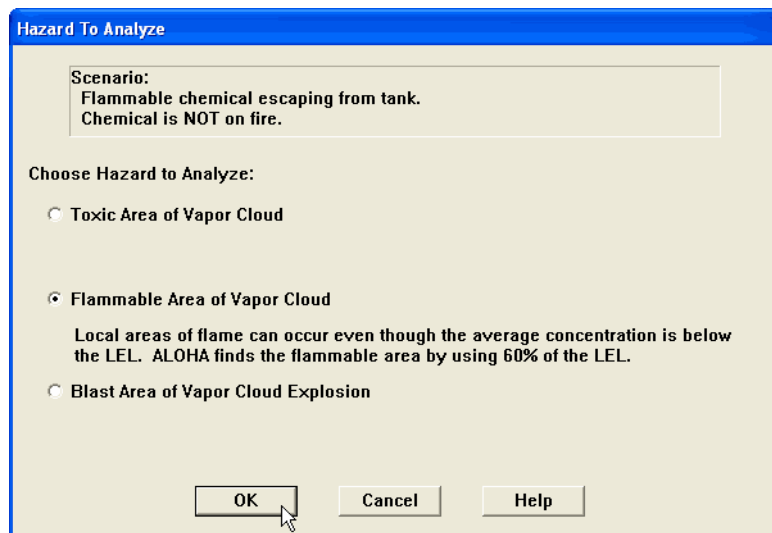 Hazard To Analyze
Scenario:
Flammable chemical escaping from tank.
Chemical is NOT on fire.
Choose Hazard to Analyze:
Toxic Area of Vapor Cloud
Flammable Area of Vapor Cloud
Local areas of flame can occur even though the average concentration is below
the LEL. ALOHA finds the flammable area by using 60% of the LEL.
Blast Area of Vapor Cloud Explosion
OK Cancel Help